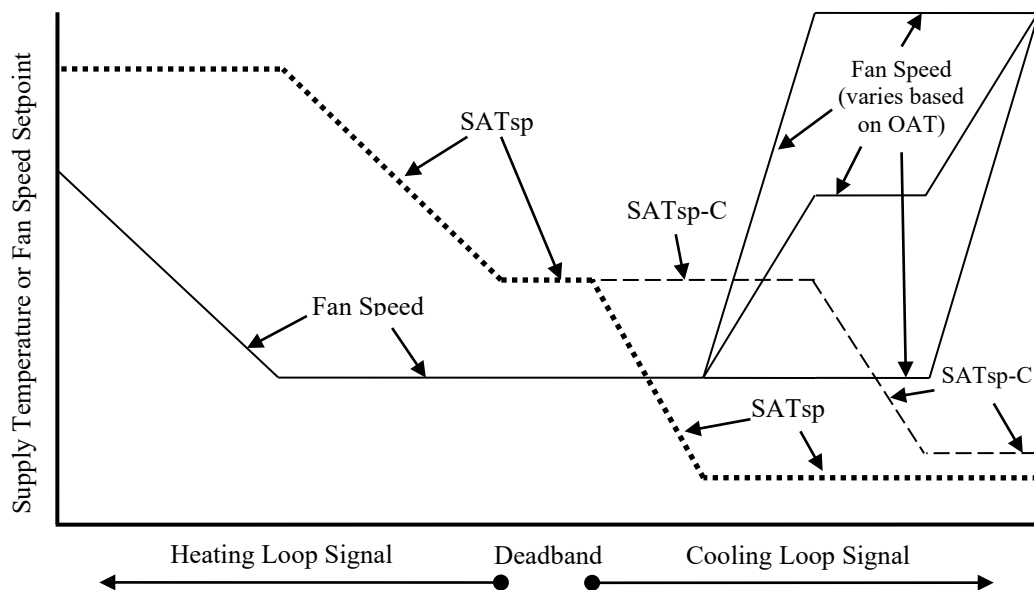 Supply Temperature or Fan Speed Setpoint
Fan Speed
(varies based
on OAT)
SATsp
SATsp-C
Fan Speed
SATsp-C
SATsp
Heating Loop Signal
Deadband
Cooling Loop Signal